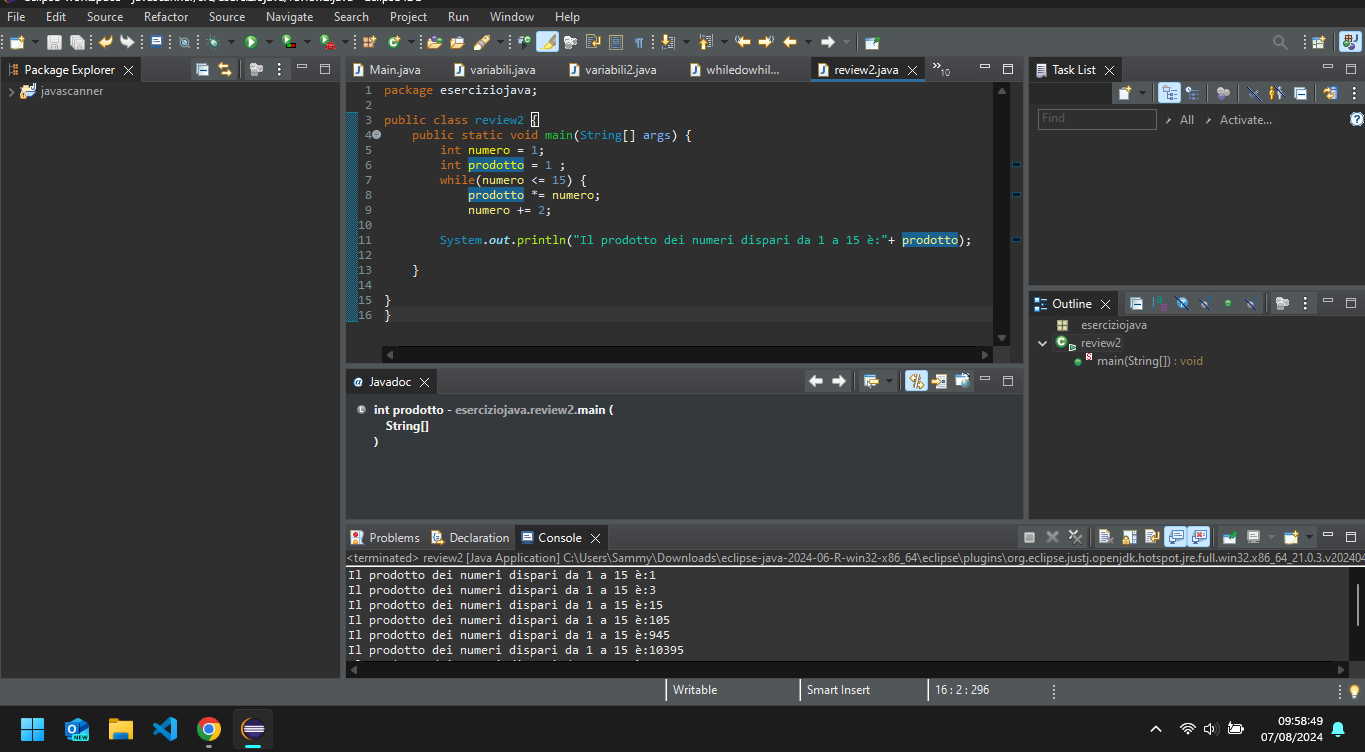 File Edit Source Refactor Source Navigate Search Project Run Window Help
Package Explorer
javascanner
Main.java variabili.java variabili2.java whiledowhil... review2.java 10
1 package eserciziojava;
2
3 public class review2 {
4 public static void main(String[] args) {
5 int numero = 1;
6 int prodotto = 1 ;
7 while(numero <= 15) {
8 prodotto *= numero;
9 numero += 2;
10
11 System.out.println("Il prodotto dei numeri dispari da 1 a 15 è:"+ prodotto);
12
13 }
14
15 }
16 }
Task List
Find All Activate...
Outline
eserciziojava
review2
main(String[]) : void
Javadoc
int prodotto - eserciziojava.review2.main (
String[]
)
Problems Declaration Console
<terminated> review2 [Java Application] C:\Users\Sammy\Downloads\eclipse-java-2024-06-R-win32-x86_64\eclipse\plugins\org.eclipse.justj.openjdk.hotspot.jre.full.win32.x86_64_21.0.3.v202404
Il prodotto dei numeri dispari da 1 a 15 è:1
Il prodotto dei numeri dispari da 1 a 15 è:3
Il prodotto dei numeri dispari da 1 a 15 è:15
Il prodotto dei numeri dispari da 1 a 15 è:105
Il prodotto dei numeri dispari da 1 a 15 è:945
Il prodotto dei numeri dispari da 1 a 15 è:10395
Writable Smart Insert 16 : 2 : 296
NEW
09:58:49
07/08/2024